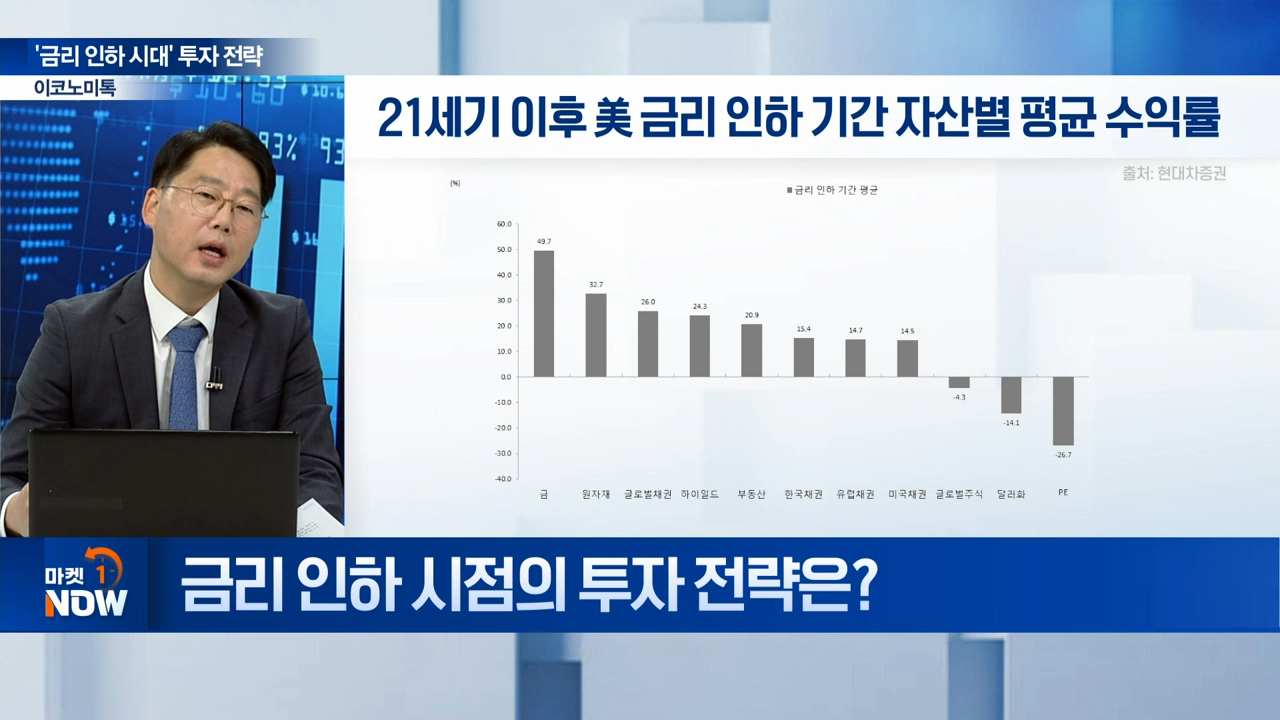 '금리 인하 시대' 투자 전략
이코노미톡
21세기 이후 美 금리 인하 기간 자산별 평균 수익률
출처: 현대차증권
(%)
■금리 인하 기간 평균
60.0
50.0
40.0
30.0
20.0
10.0
0.0
-10.0
-20.0
-30.0
-40.0
49.7
32.7
26.0
24.3
20.9
15.4
14.7
14.5
-4.3
-14.1
-26.7
금 원자재 글로벌채권 하이일드 부동산 한국채권 유럽채권 미국채권 글로벌주식 달러화 PE
93% 93
마켓 1
NOW
금리 인하 시점의 투자 전략은?